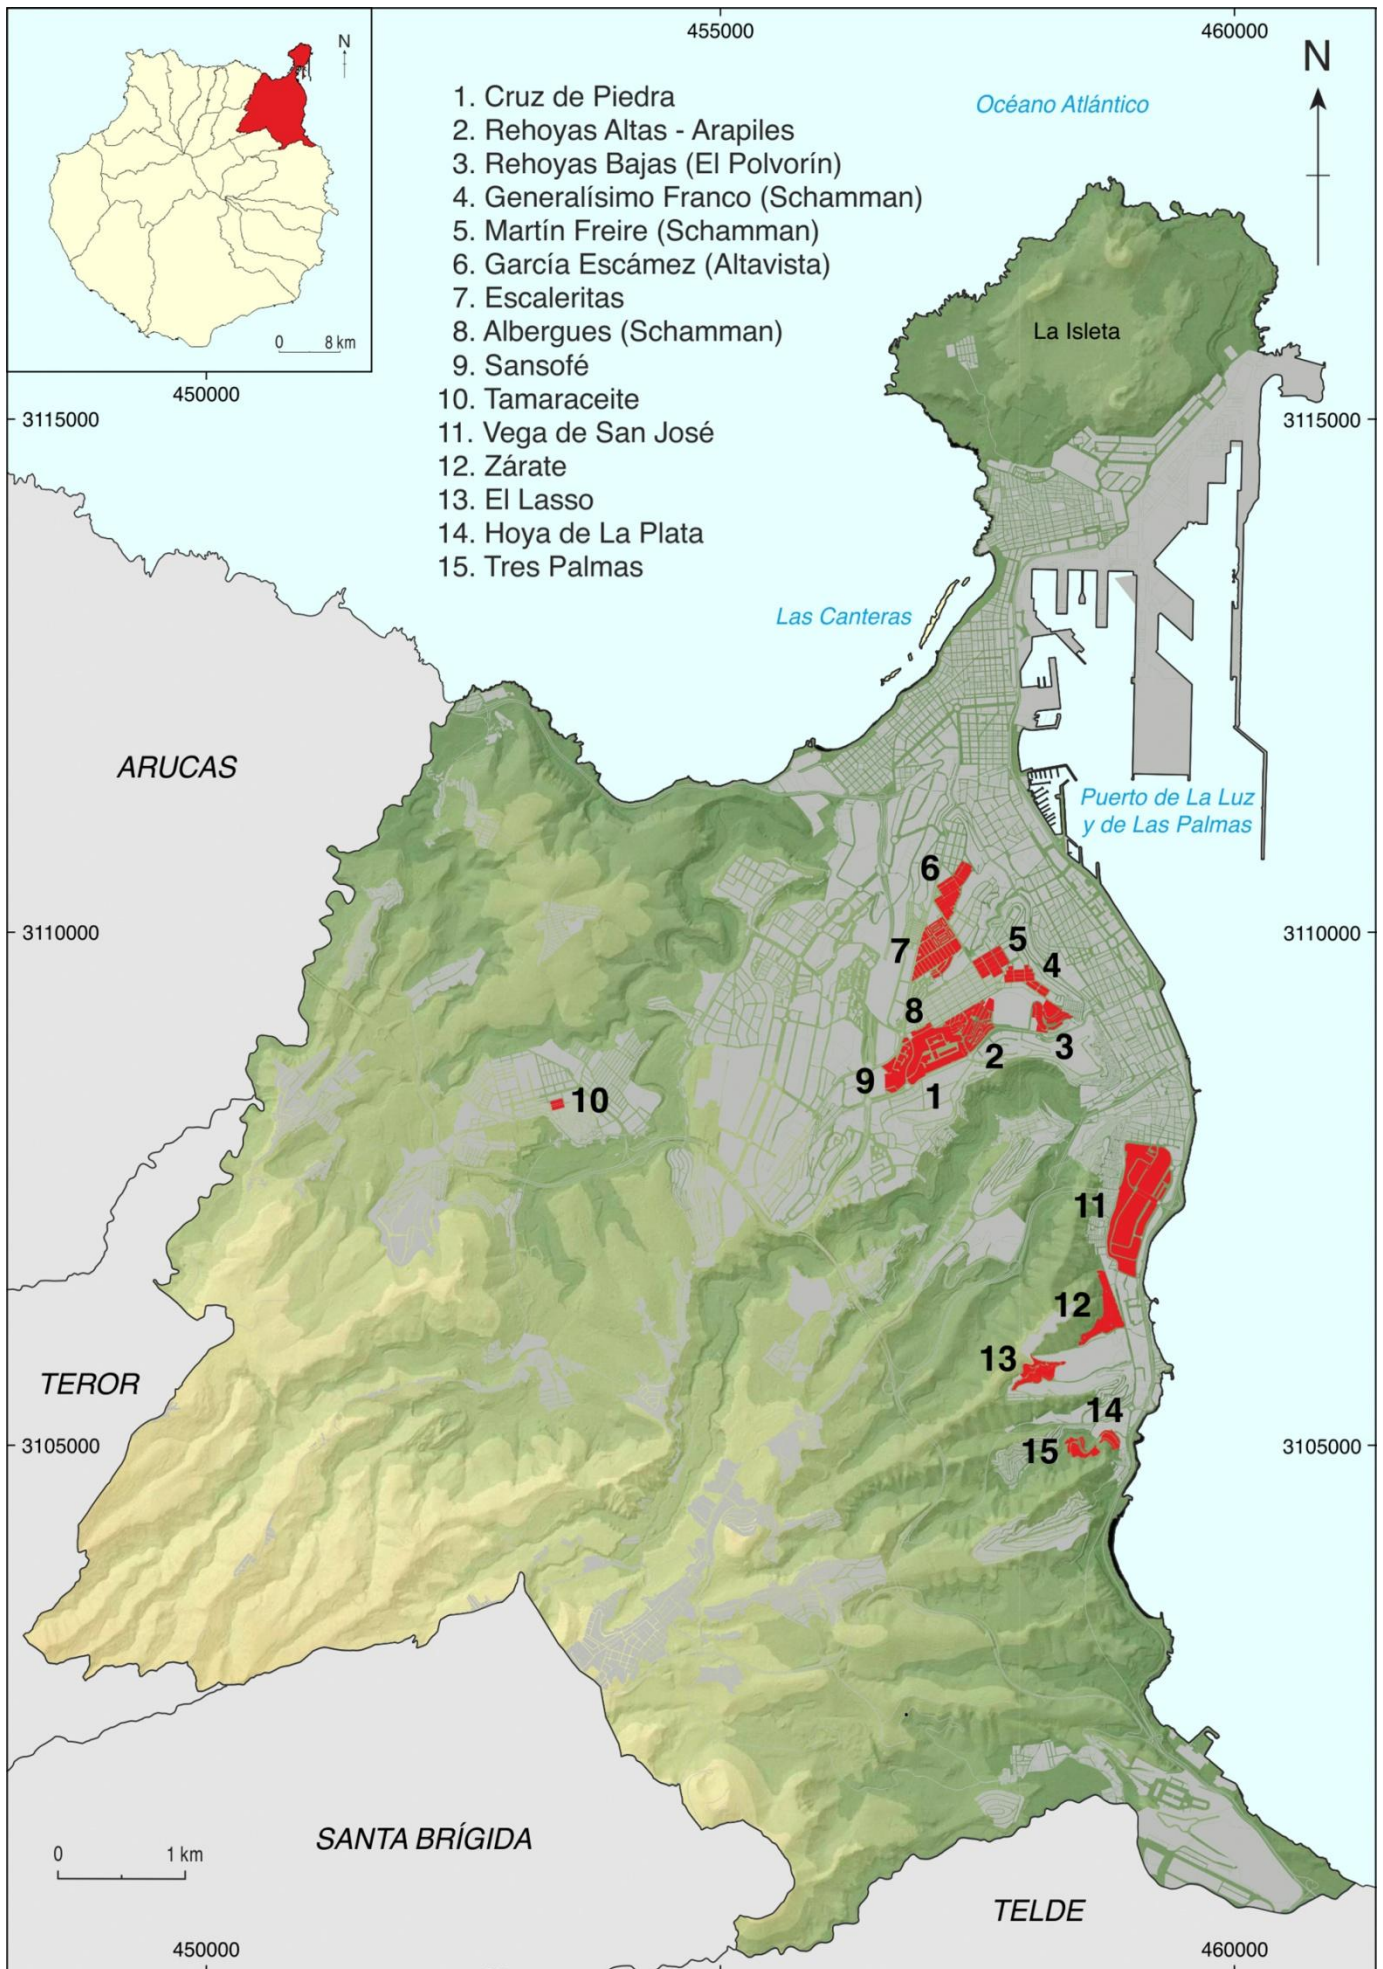 455000
460000
N
N
0 8 km
450000
1. Cruz de Piedra
2. Rehoyas Altas - Arapiles
3. Rehoyas Bajas (El Polvorín)
4. Generalísimo Franco (Schamman)
5. Martín Freire (Schamman)
6. García Escámez (Altavista)
7. Escaleritas
8. Albergues (Schamman)
9. Sansofé
10. Tamaraceite
11. Vega de San José
12. Zárate
13. El Lasso
14. Hoya de La Plata
15. Tres Palmas
Océano Atlántico
La Isleta
3115000
3115000
Las Canteras
ARUCAS
Puerto de La Luz
y de Las Palmas
6
3110000
7
5
4
3110000
8
3
2
9
1
10
11
12
13
TEROR
14
3105000
15
3105000
SANTA BRÍGIDA
0 1 km
TELDE
450000
460000